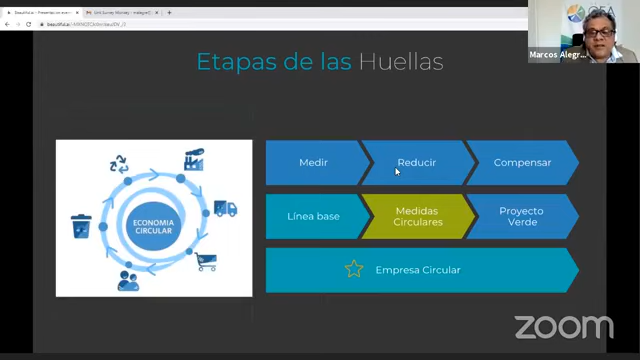 Marcos Alegr...
Etapas de las Huellas
ECONOMIA
CIRCULAR
Medir
Reducir
Compensar
Línea base
Medidas
Circulares
Proyecto
Verde
Empresa Circular
zoom